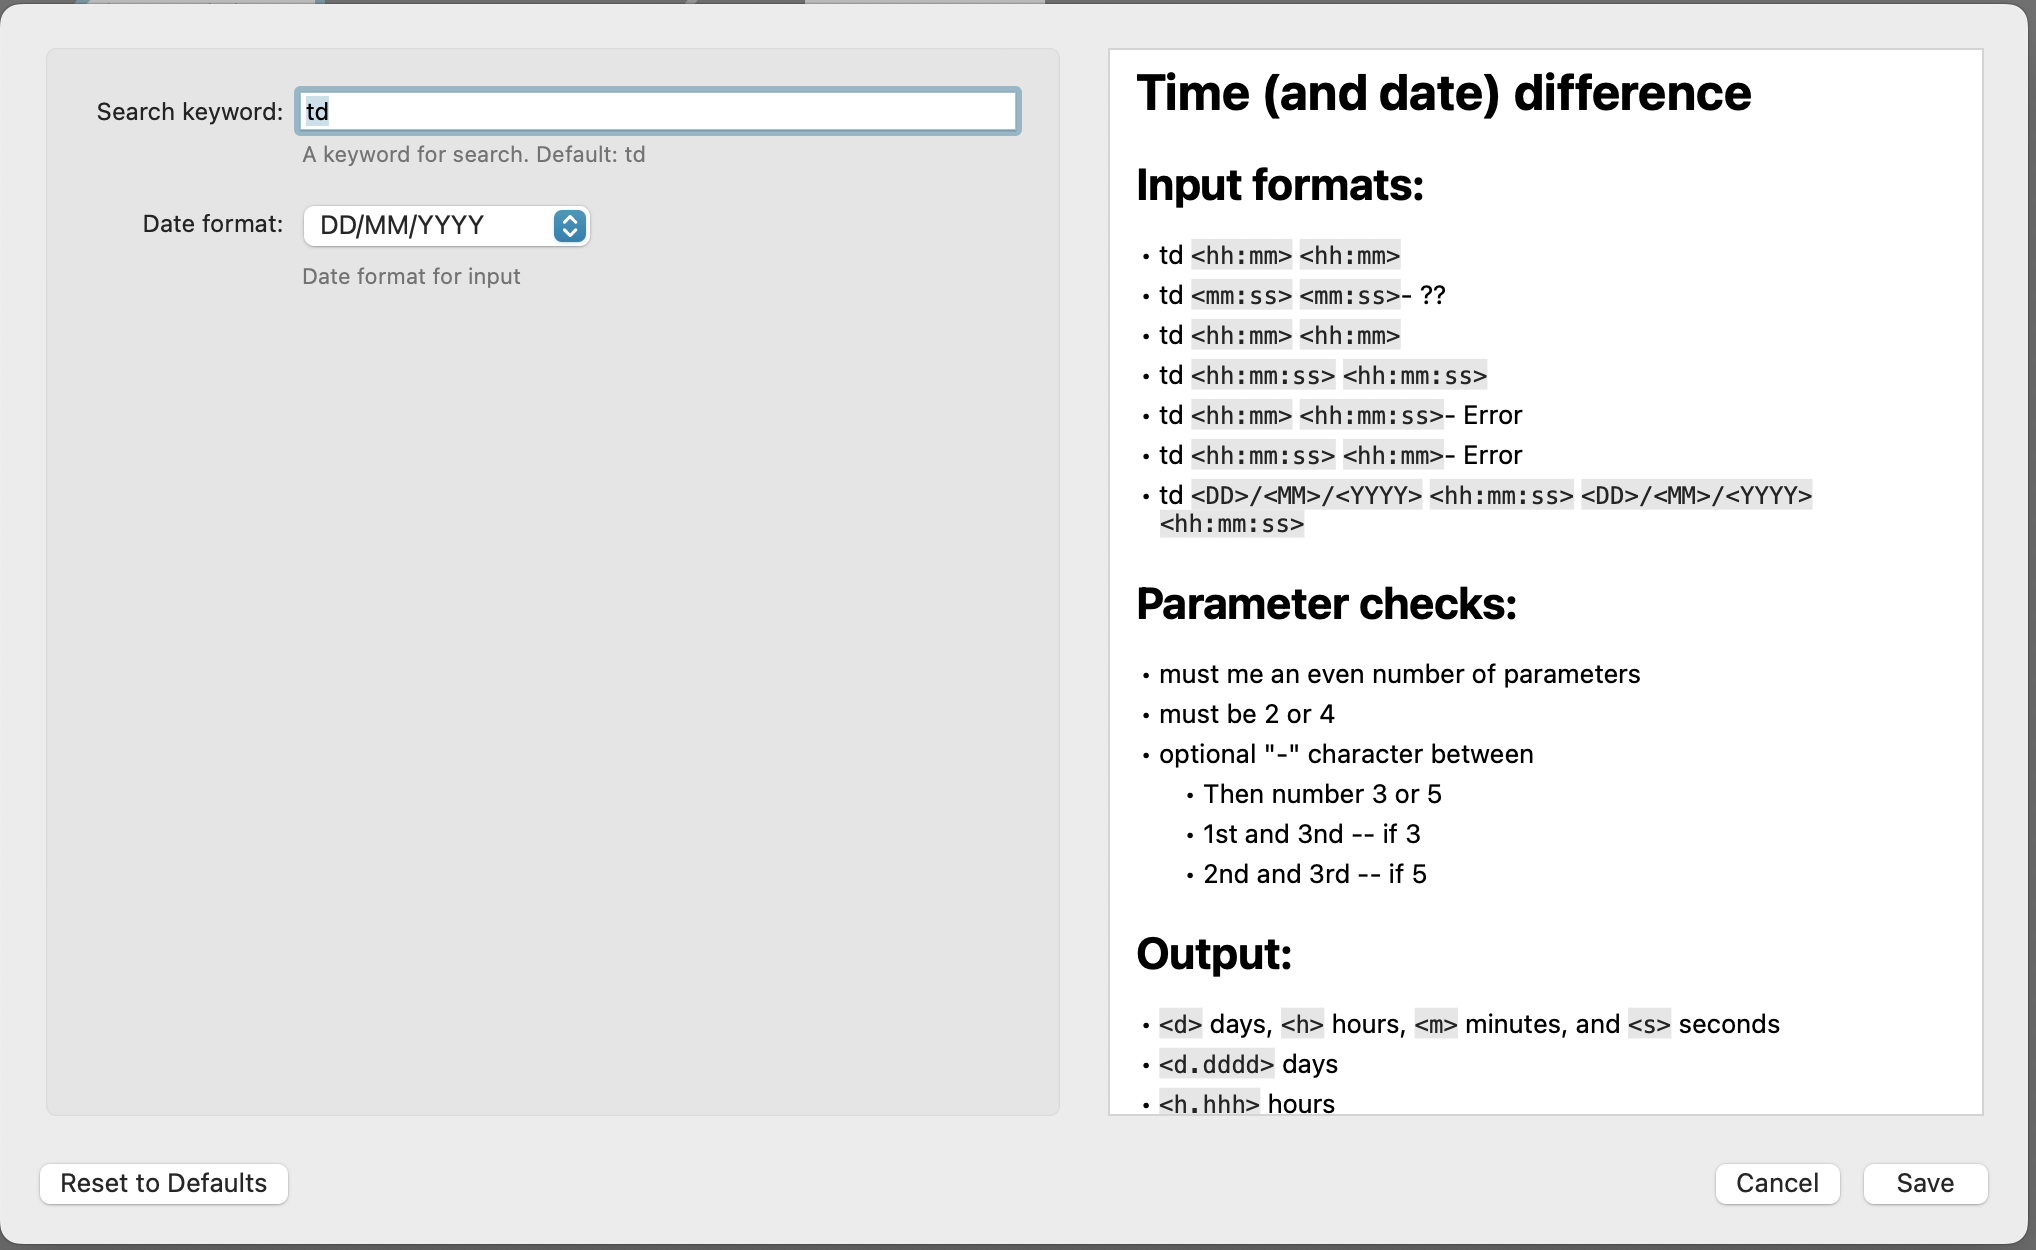 Search keyword: td
A keyword for search. Default: td
Date format: DD/MM/YYYY
Date format for input
Reset to Defaults
Time (and date) difference
Input formats:
• td <hh:mm> <hh:mm>
• td <mm:ss> <mm:ss>- ??
• td <hh:mm> <hh:mm>
• td <hh:mm:ss> <hh:mm:ss>
• td <hh:mm> <hh:mm:ss>- Error
• td <hh:mm:ss> <hh:mm>- Error
• td <DD>/<MM>/<YYYY> <hh:mm:ss> <DD>/<MM>/<YYYY>
<hh:mm:ss>
Parameter checks:
• must me an even number of parameters
• must be 2 or 4
• optional "-" character between
• Then number 3 or 5
• 1st and 3nd -- if 3
• 2nd and 3rd -- if 5
Output:
• <d> days, <h> hours, <m> minutes, and <s> seconds
• <d.dddd> days
• <h.hhh> hours
Cancel
Save